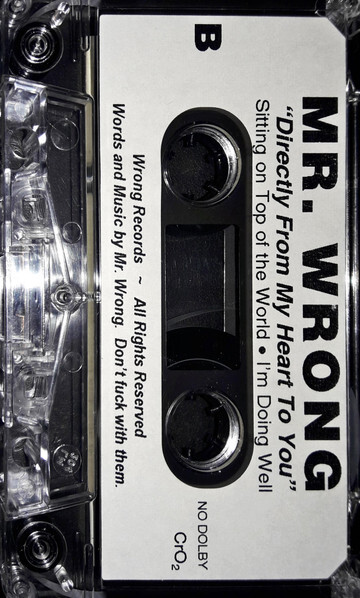 MR. WRONG
"Directly From My Heart To You"
Sitting on Top of the World • I'm Doing Well
B
NO DOLBY
CrO₂
Wrong Records ~ All Rights Reserved
Words and Music by Mr. Wrong. Don't fuck with them.